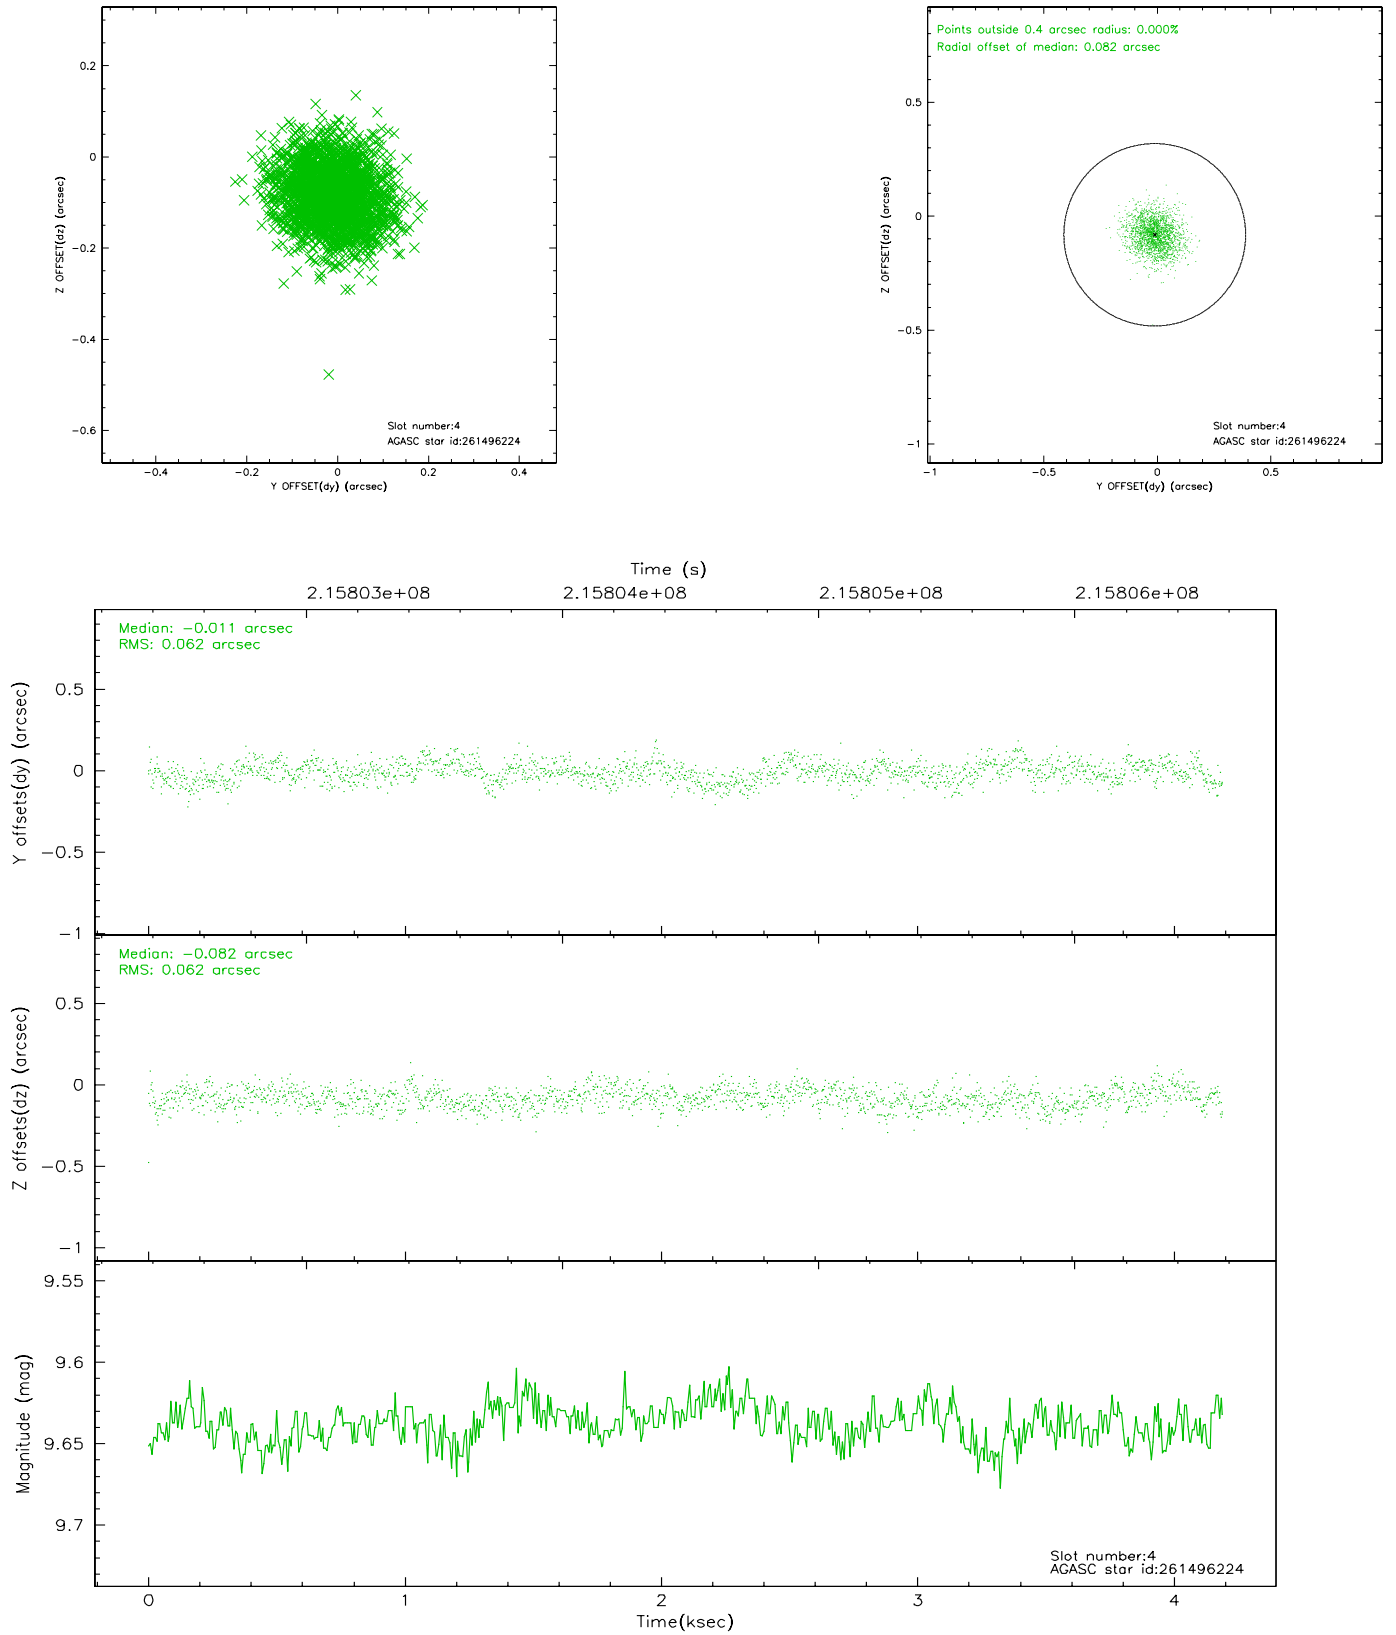 0.2
0
-0.2
-0.4
-0.6
Z OFFSET(dz) (arcsec)
Slot number:4
AGASC star id:261496224
-0.4 -0.2 0 0.2 0.4
Y OFFSET(dy) (arcsec)
Points outside 0.4 arcsec radius: 0.000%
Radial offset of median: 0.082 arcsec
0.5
0
-0.5
-1
Z OFFSET(dz) (arcsec)
Slot number:4
AGASC star id:261496224
-1 -0.5 0 0.5
Y OFFSET(dy) (arcsec)
Time (s)
2.15803e+08 2.15804e+08 2.15805e+08 2.15806e+08
Median: -0.011 arcsec
RMS: 0.062 arcsec
0.5
0
-0.5
-1
Y offsets(dy) (arcsec)
Median: -0.082 arcsec
RMS: 0.062 arcsec
0.5
0
-0.5
-1
Z offsets(dz) (arcsec)
9.55
9.6
9.65
9.7
Magnitude (mag)
Slot number:4
AGASC star id:261496224
0 1 2 3 4
Time(ksec)